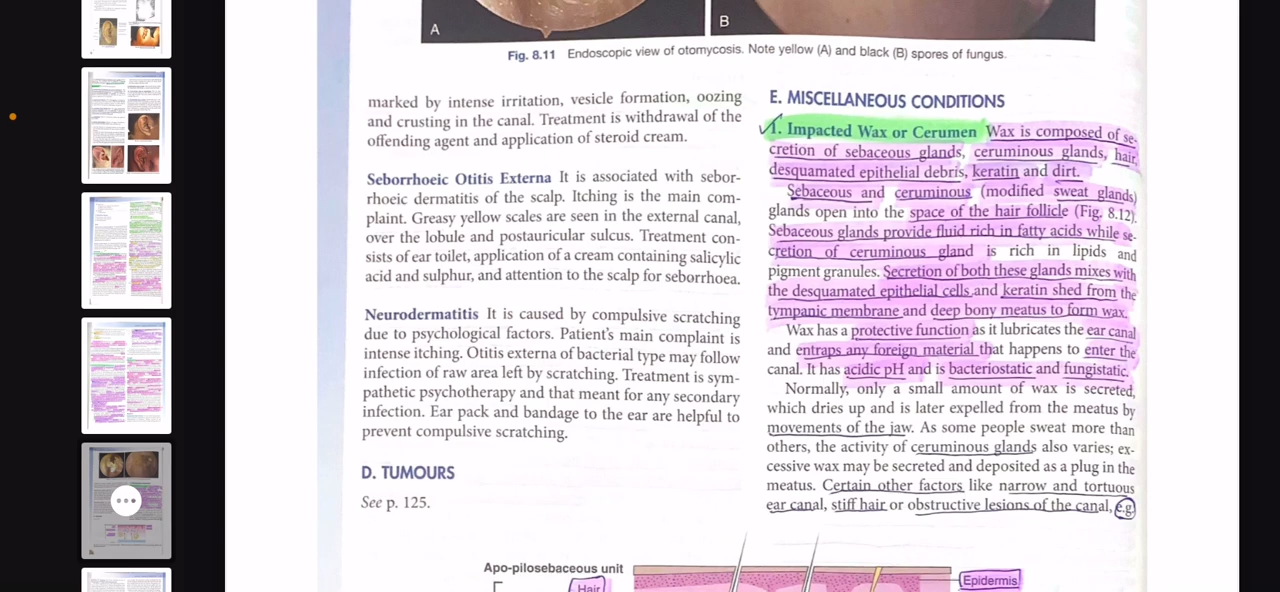 A
B
Fig. 8.11 Endoscopic view of otomycosis. Note yellow (A) and black (B) spores of fungus.
marked by intense irritation, vesicle formation, oozing
and crusting in the canal. Treatment is withdrawal of the
offending agent and application of steroid cream.
Seborrhoeic Otitis Externa It is associated with sebor-
rhoeic dermatitis of the scalp. Itching is the main com-
plaint. Greasy yellow scales are seen in the external canal,
over the lobule and postauricular sulcus. Treatment con-
sists of ear toilet, application of a cream containing salicylic
acid and sulphur, and attention to the scalp for seborrhoea.
Neurodermatitis It is caused by compulsive scratching
due to psychological factors. Patient's main complaint is
intense itching. Otitis externa of bacterial type may follow
infection of raw area left by scratching. Treatment is sym-
pathetic psychotherapy and that meant for any secondary
infection. Ear pack and bandage to the ear are helpful to
prevent compulsive scratching.
D. TUMOURS
See p. 125.
E. MISCELLANEOUS CONDITIONS
1. Impacted Wax or Cerumen Wax is composed of se-
cretion of sebaceous glands, ceruminous glands, hair,
desquamated epithelial debris, keratin and dirt.
Sebaceous and ceruminous (modified sweat glands)
glands open into the space of the hair follicle (Fig. 8.12).
Sebaceous glands provide fluid rich in fatty acids while se-
cretion of ceruminous gland is rich in lipids and
pigment granules. Secretion of both these glands mixes with
the desquamated epithelial cells and keratin shed from the
tympanic membrane and deep bony meatus to form wax.
Wax has a protective function as it lubricates the ear canal
and entraps any foreign material that happens to enter the
canal. It has acidic pH and is bacteriostatic and fungistatic.
Normally, only a small amount of wax is secreted,
which dries up and is later expelled from the meatus by
movements of the jaw. As some people sweat more than
others, the activity of ceruminous glands also varies; ex-
cessive wax may be secreted and deposited as a plug in the
meatus. Certain other factors like narrow and tortuous
ear canal, stiff hair or obstructive lesions of the canal, e.g.
Apo-pilosebaceous unit
Hair
Epidermis